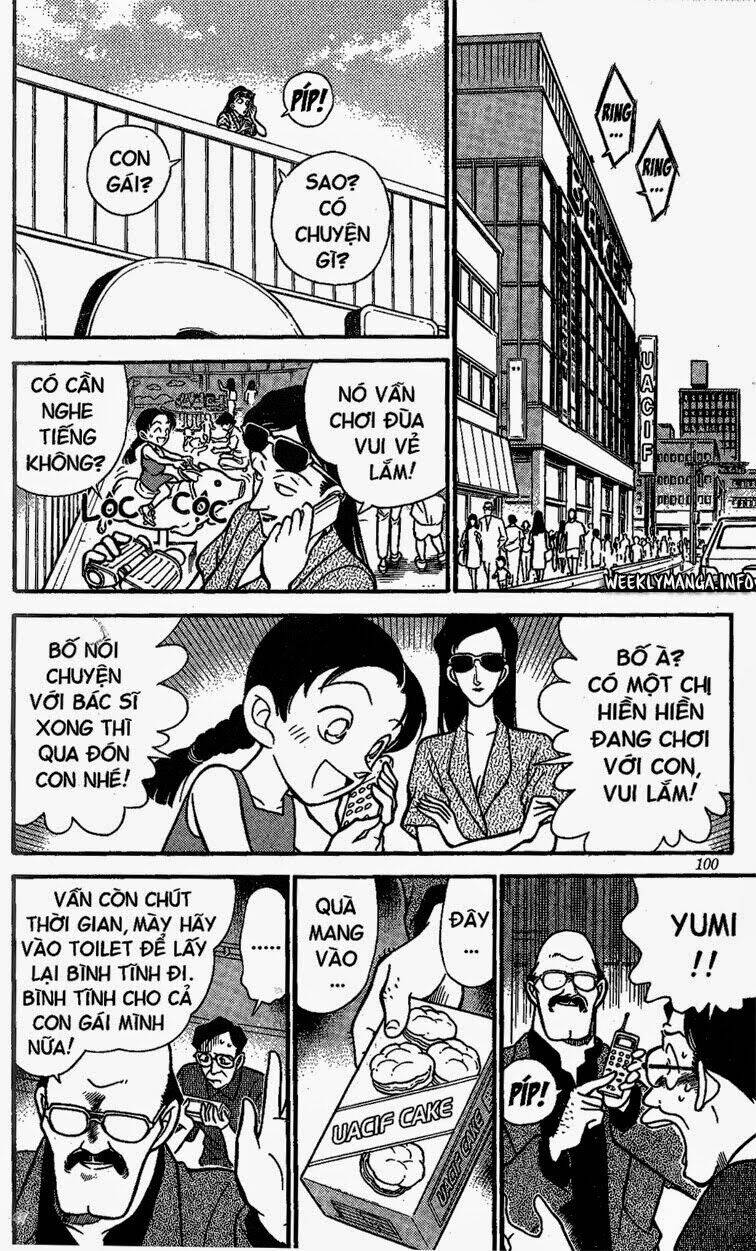 RING
...
RING
...
UACIF
WEEKLYMANGA.INFO
PÍP!
SAO?
CÓ
CHUYỆN
GÌ?
CON
GÁI?
NÓ VẪN
CHƠI ĐÙA
VUI VẺ
LẮM!
CÓ CẦN
NGHE
TIẾNG
KHÔNG?
LỘC CỘC
BỐ À?
CÓ MỘT CHỊ
HIỀN HIỀN
ĐANG CHƠI
VỚI CON,
VUI LẮM!
BỐ NÓI
CHUYỆN
VỚI BÁC SĨ
XONG THÌ
QUA ĐÓN
CON NHÉ!
100
YUMI
!!
PÍP!
ĐÂY
...
QUÀ
MANG
VÀO
...
UACIF CAKE
UACIF CAKE
......
VẪN CÒN CHÚT
THỜI GIAN, MÀY HÃY
VÀO TOILET ĐỂ LẤY
LẠI BÌNH TĨNH ĐI.
BÌNH TĨNH CHO CẢ
CON GÁI MÌNH
NỮA!